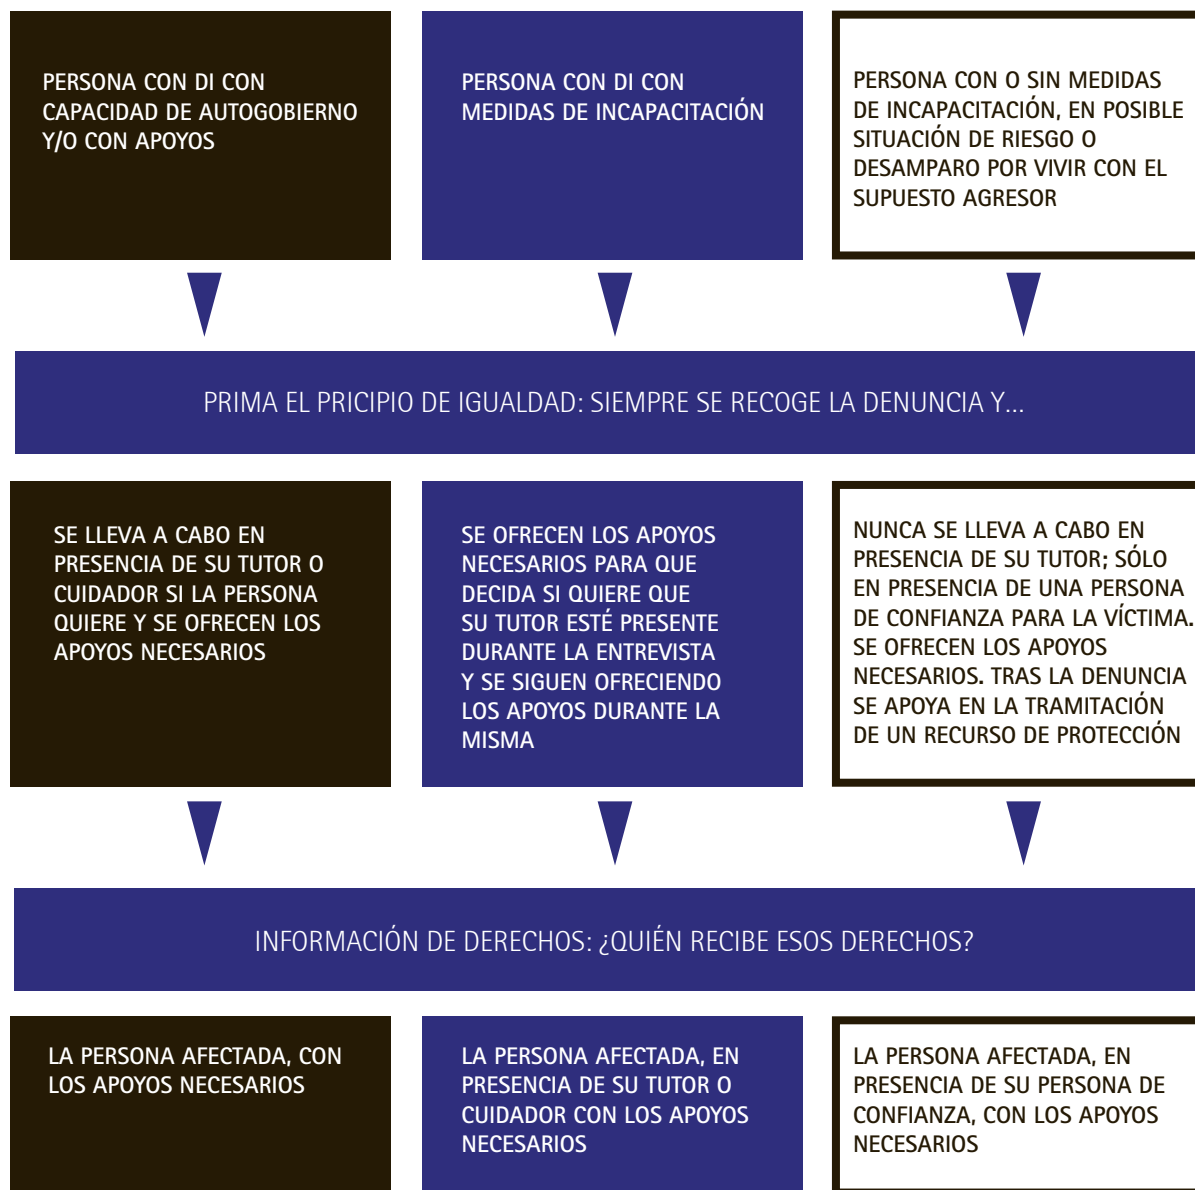 PERSONA CON DI CON
CAPACIDAD DE AUTOGOBIERNO
Y/O CON APOYOS
PERSONA CON DI CON
MEDIDAS DE INCAPACITACIÓN
PERSONA CON O SIN MEDIDAS
DE INCAPACITACIÓN, EN POSIBLE
SITUACIÓN DE RIESGO O
DESAMPARO POR VIVIR CON EL
SUPUESTO AGRESOR
PRIMA EL PRICIPIO DE IGUALDAD: SIEMPRE SE RECOGE LA DENUNCIA Y...
SE LLEVA A CABO EN
PRESENCIA DE SU TUTOR O
CUIDADOR SI LA PERSONA
QUIERE Y SE OFRECEN LOS
APOYOS NECESARIOS
SE OFRECEN LOS APOYOS
NECESARIOS PARA QUE
DECIDA SI QUIERE QUE
SU TUTOR ESTÉ PRESENTE
DURANTE LA ENTREVISTA
Y SE SIGUEN OFRECIENDO
LOS APOYOS DURANTE LA
MISMA
NUNCA SE LLEVA A CABO EN
PRESENCIA DE SU TUTOR; SÓLO
EN PRESENCIA DE UNA PERSONA
DE CONFIANZA PARA LA VÍCTIMA.
SE OFRECEN LOS APOYOS
NECESARIOS. TRAS LA DENUNCIA
SE APOYA EN LA TRAMITACIÓN
DE UN RECURSO DE PROTECCIÓN
INFORMACIÓN DE DERECHOS: ¿QUIÉN RECIBE ESOS DERECHOS?
LA PERSONA AFECTADA, CON
LOS APOYOS NECESARIOS
LA PERSONA AFECTADA, EN
PRESENCIA DE SU TUTOR O
CUIDADOR CON LOS APOYOS
NECESARIOS
LA PERSONA AFECTADA, EN
PRESENCIA DE SU PERSONA DE
CONFIANZA, CON LOS APOYOS
NECESARIOS